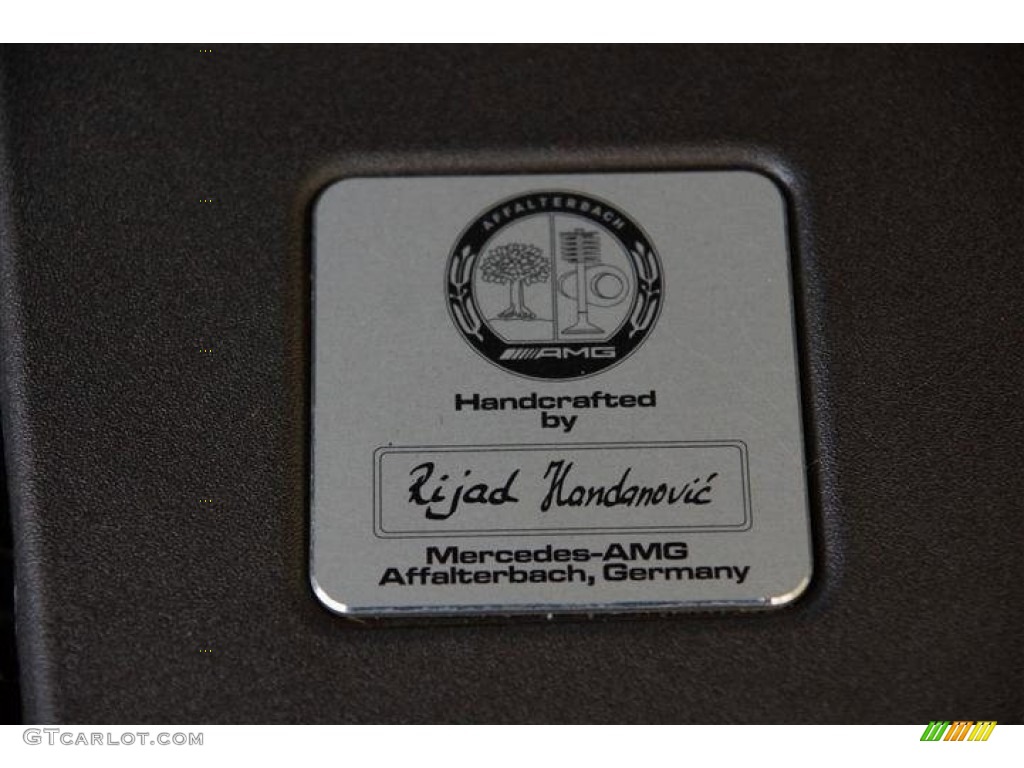 AFFALTERBACH
AMG
Handcrafted
by
Rijad Handanović
Mercedes-AMG
Affalterbach, Germany
GTCARLOT.COM